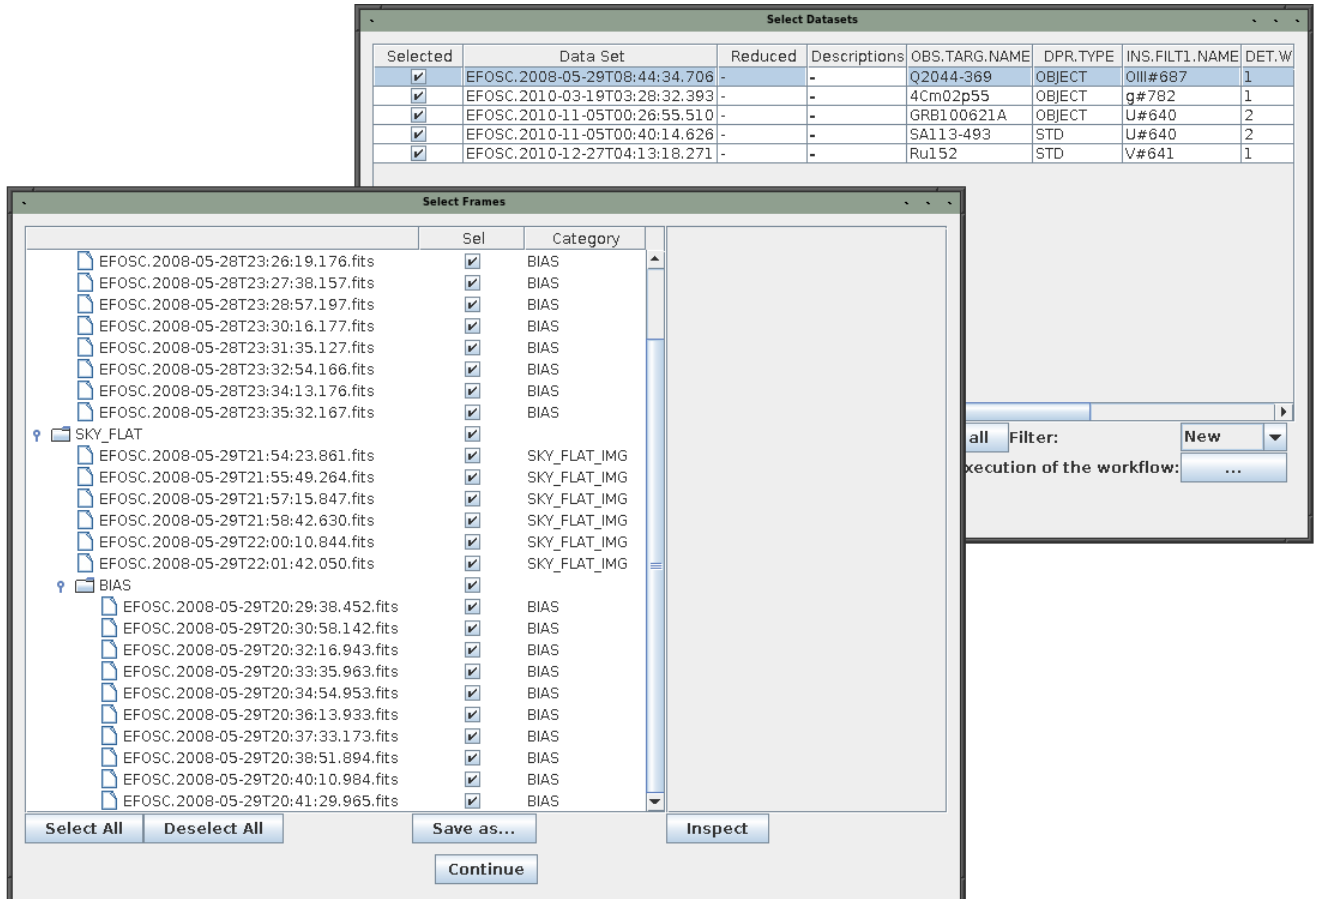 Select Datasets
Selected Data Set Reduced Descriptions OBS.TARG.NAME DPR.TYPE INS.FILT1.NAME DET.W
EFOSC.2008-05-29T08:44:34.706 - - Q2044-369 OBJECT OIII#687 1
EFOSC.2010-03-19T03:28:32.393 - - 4Cm02p55 OBJECT g#782 1
EFOSC.2010-11-05T00:26:55.510 - - GRB100621A OBJECT U#640 2
EFOSC.2010-11-05T00:40:14.626 - - SA113-493 STD U#640 2
EFOSC.2010-12-27T04:13:18.271 - - Ru152 STD V#641 1
all Filter: New
xecution of the workflow: ...
Select Frames
Sel Category
EFOSC.2008-05-28T23:26:19.176.fits BIAS
EFOSC.2008-05-28T23:27:38.157.fits BIAS
EFOSC.2008-05-28T23:28:57.197.fits BIAS
EFOSC.2008-05-28T23:30:16.177.fits BIAS
EFOSC.2008-05-28T23:31:35.127.fits BIAS
EFOSC.2008-05-28T23:32:54.166.fits BIAS
EFOSC.2008-05-28T23:34:13.176.fits BIAS
EFOSC.2008-05-28T23:35:32.167.fits BIAS
SKY_FLAT
EFOSC.2008-05-29T21:54:23.861.fits SKY_FLAT_IMG
EFOSC.2008-05-29T21:55:49.264.fits SKY_FLAT_IMG
EFOSC.2008-05-29T21:57:15.847.fits SKY_FLAT_IMG
EFOSC.2008-05-29T21:58:42.630.fits SKY_FLAT_IMG
EFOSC.2008-05-29T22:00:10.844.fits SKY_FLAT_IMG
EFOSC.2008-05-29T22:01:42.050.fits SKY_FLAT_IMG
BIAS
EFOSC.2008-05-29T20:29:38.452.fits BIAS
EFOSC.2008-05-29T20:30:58.142.fits BIAS
EFOSC.2008-05-29T20:32:16.943.fits BIAS
EFOSC.2008-05-29T20:33:35.963.fits BIAS
EFOSC.2008-05-29T20:34:54.953.fits BIAS
EFOSC.2008-05-29T20:36:13.933.fits BIAS
EFOSC.2008-05-29T20:37:33.173.fits BIAS
EFOSC.2008-05-29T20:38:51.894.fits BIAS
EFOSC.2008-05-29T20:40:10.984.fits BIAS
EFOSC.2008-05-29T20:41:29.965.fits BIAS
Select All Deselect All Save as... Inspect
Continue